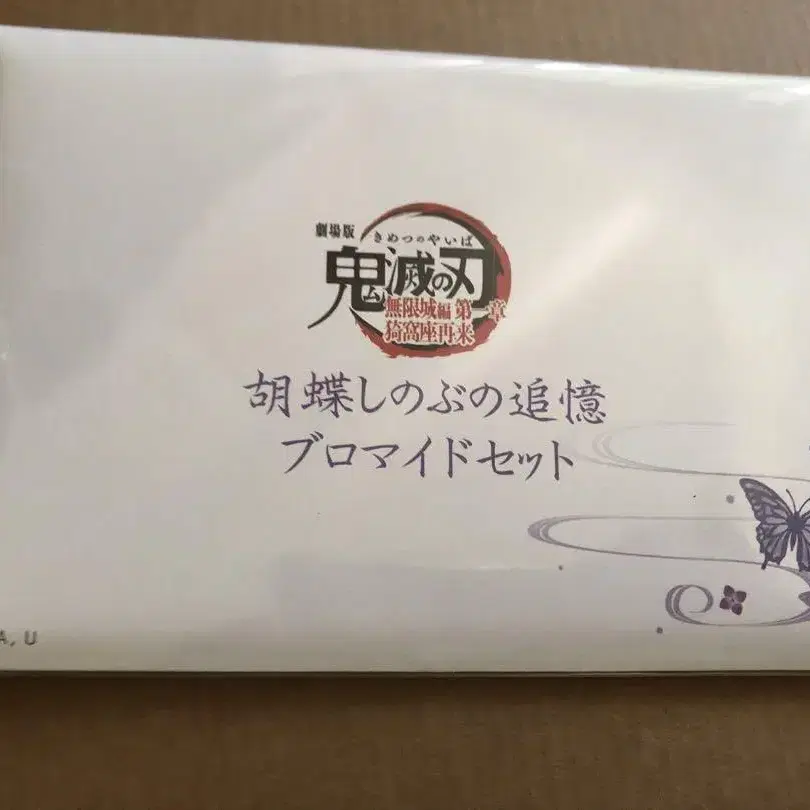 劇場版
きめつのやいば
鬼滅の刃
無限城編 第一章
猗窩座再来
胡蝶しのぶの追憶
ブロマイドセット
A, U